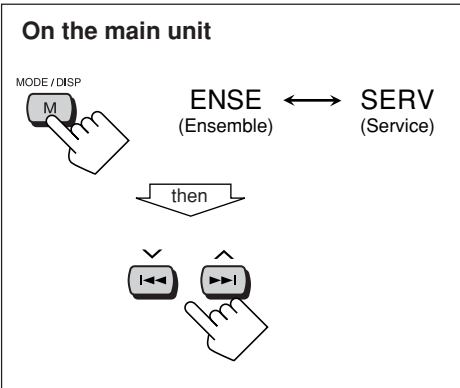 On the main unit
MODE / DISP
M
ENSE ⟷ SERV
(Ensemble) (Service)
then